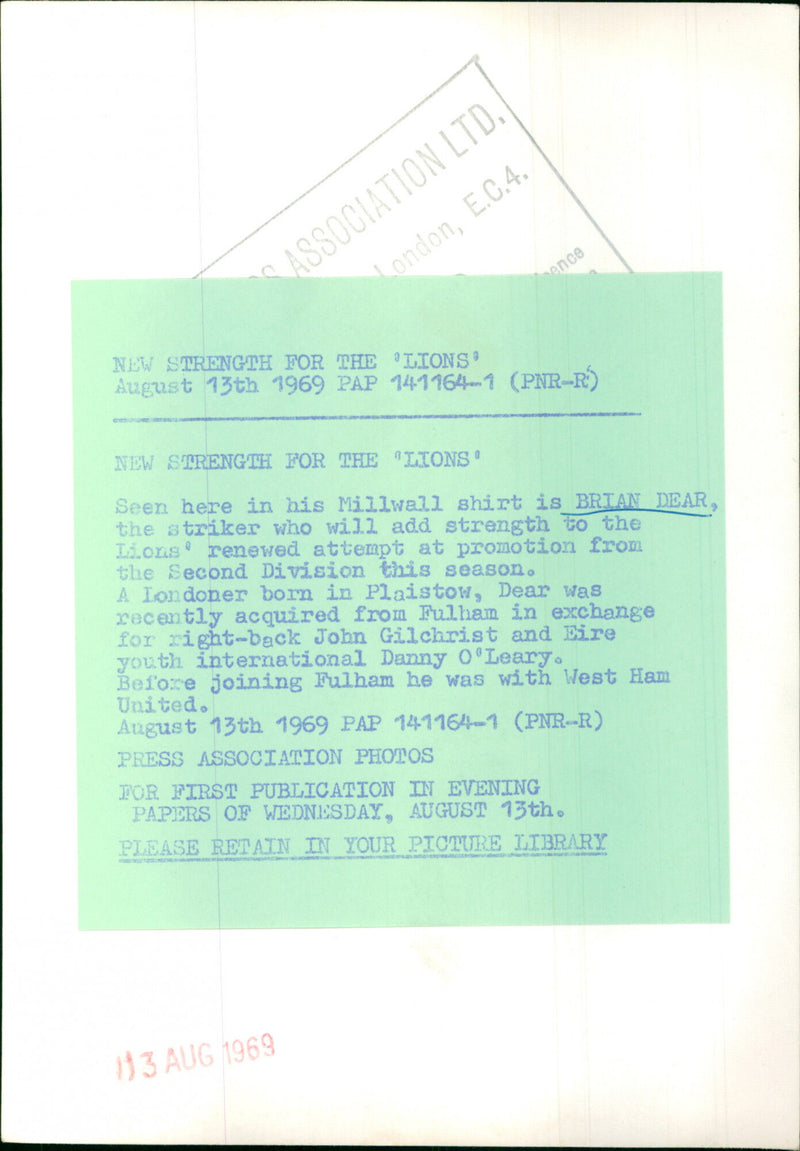 ASSOCIATION LTD.
London, E.C.4.
NEW STRENGTH FOR THE 'LIONS'
August 13th 1969 PAP 141164-1 (PNR-R)
NEW STRENGTH FOR THE "LIONS'
Seen here in his Millwall shirt is BRIAN DEAR,
the striker who will add strength to the
Lions' renewed attempt at promotion from
the Second Division this season.
A Londoner born in Plaistow, Dear was
recently acquired from Fulham in exchange
for right-back John Gilchrist and Eire
youth international Danny O'Leary.
Before joining Fulham he was with West Ham
United.
August 13th 1969 PAP 141164-1 (PNR-R)
PRESS ASSOCIATION PHOTOS
FOR FIRST PUBLICATION IN EVENING
PAPERS OF WEDNESDAY, AUGUST 13th.
PLEASE RETAIN IN YOUR PICTURE LIBRARY
13 AUG 1969